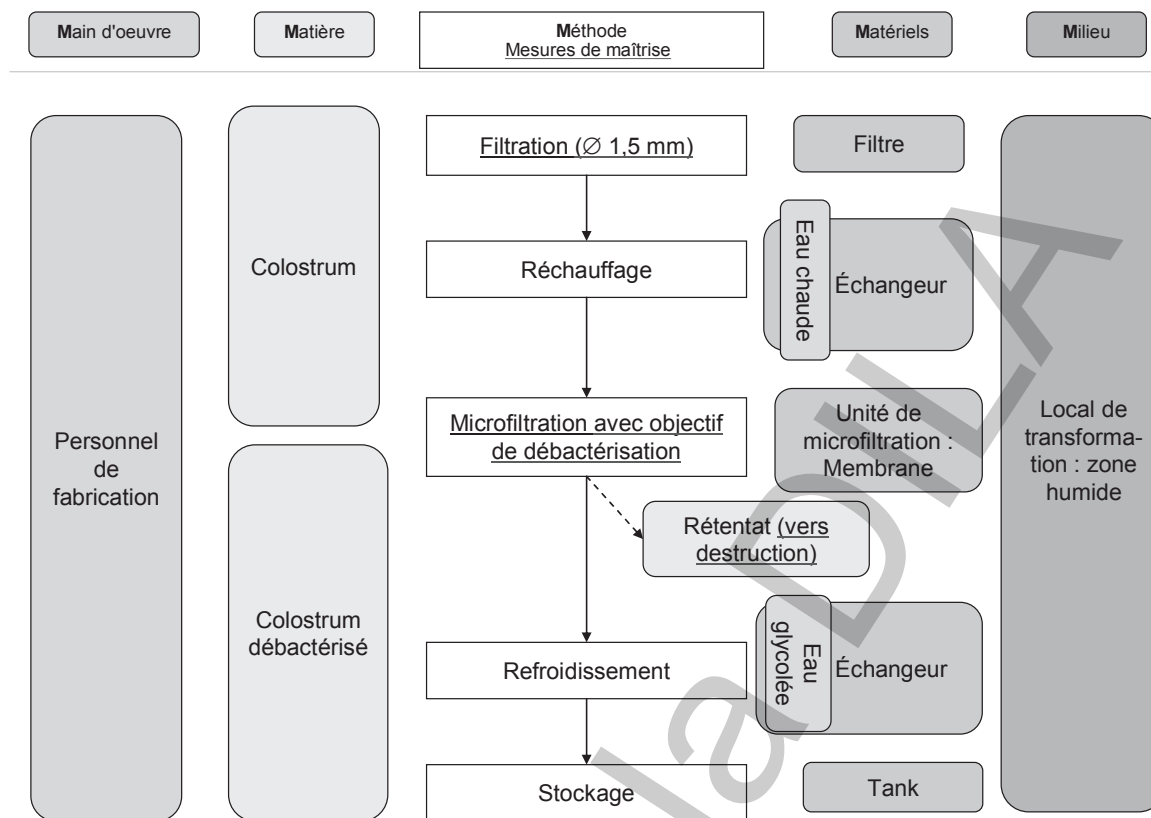 Main d'oeuvre
Matière
Méthode
Mesures de maîtrise
Matériels
Milieu
Filtration (∅ 1,5 mm)
Filtre
Colostrum
Réchauffage
Eau chaude
Échangeur
Personnel
de
fabrication
Microfiltration avec objectif
de débactérisation
Unité de
microfiltration :
Membrane
Local de
transforma-
tion : zone
humide
Rétentat (vers
destruction)
Colostrum
débactérisé
Refroidissement
Eau
glycolée
Échangeur
Stockage
Tank
la DILA